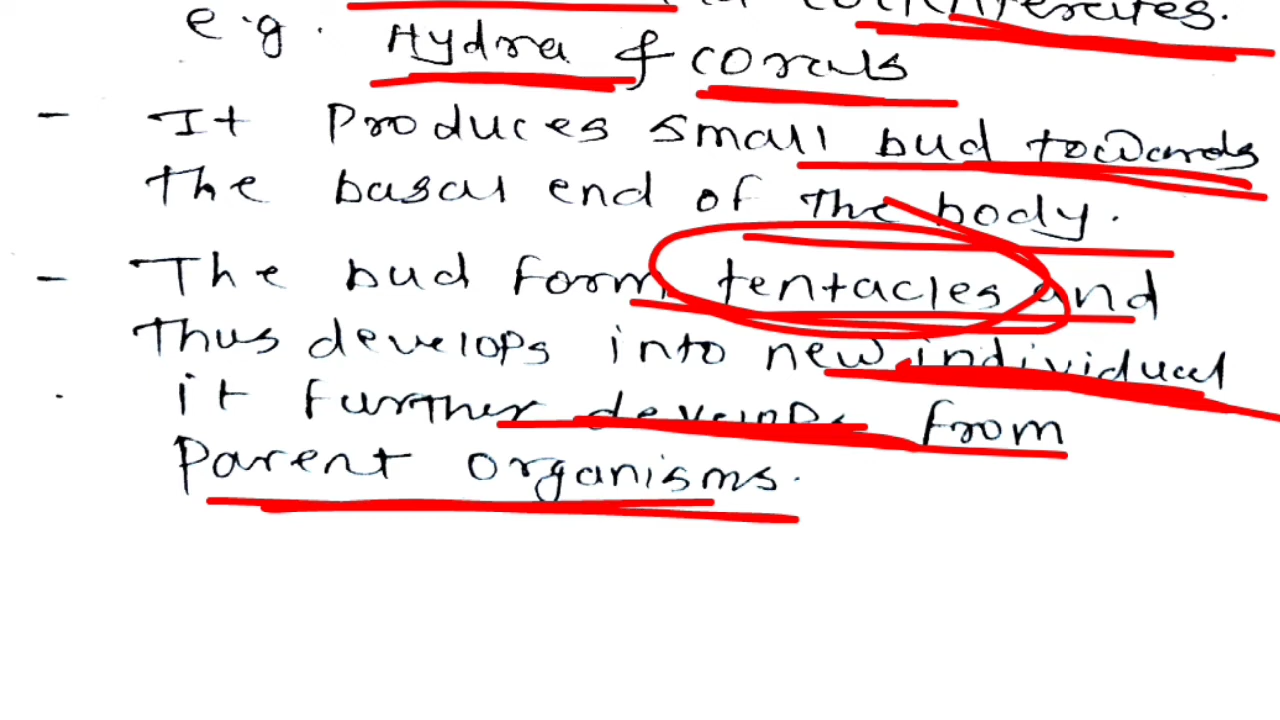 e.g. Hydra & corals
- It Produces small bud towards
the basal end of the body.
- The bud form tentacles and
Thus develops into new individual
it further develops from
Parent organisms.